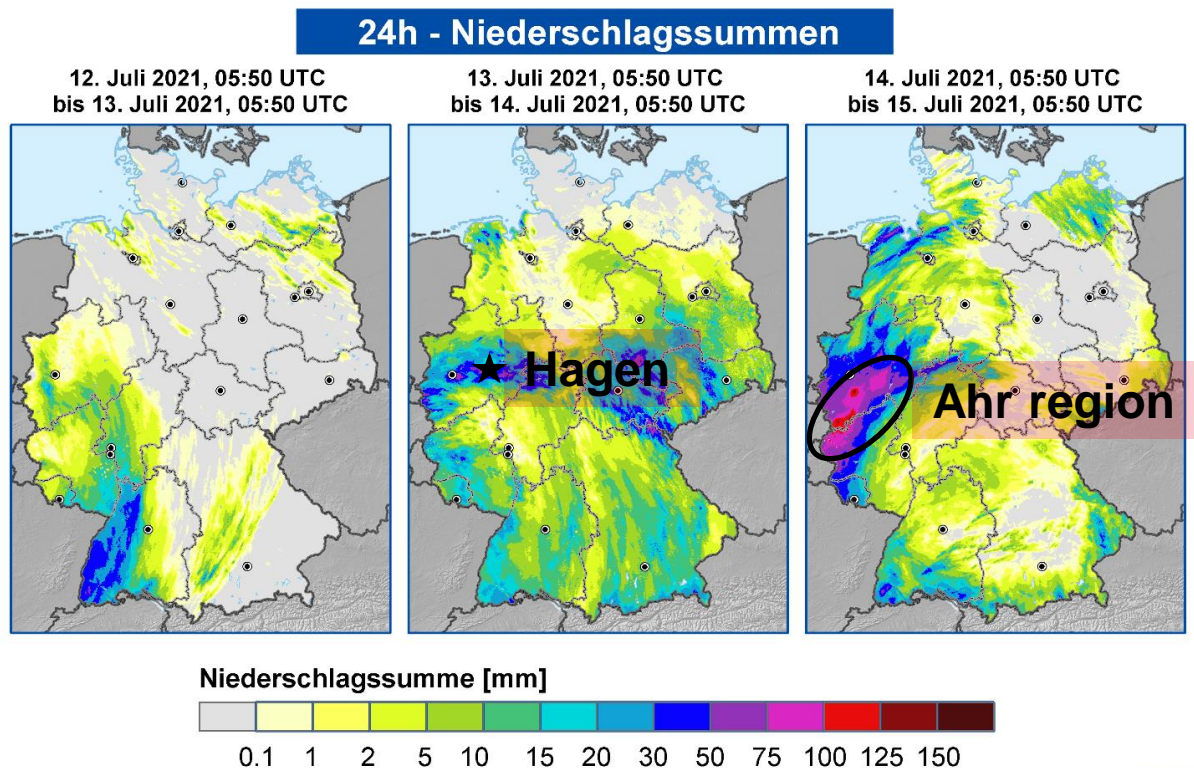 24h - Niederschlagssummen
12. Juli 2021, 05:50 UTC
bis 13. Juli 2021, 05:50 UTC
13. Juli 2021, 05:50 UTC
bis 14. Juli 2021, 05:50 UTC
14. Juli 2021, 05:50 UTC
bis 15. Juli 2021, 05:50 UTC
Hagen
Ahr region
Niederschlagssumme [mm]
0.1 1 2 5 10 15 20 30 50 75 100 125 150